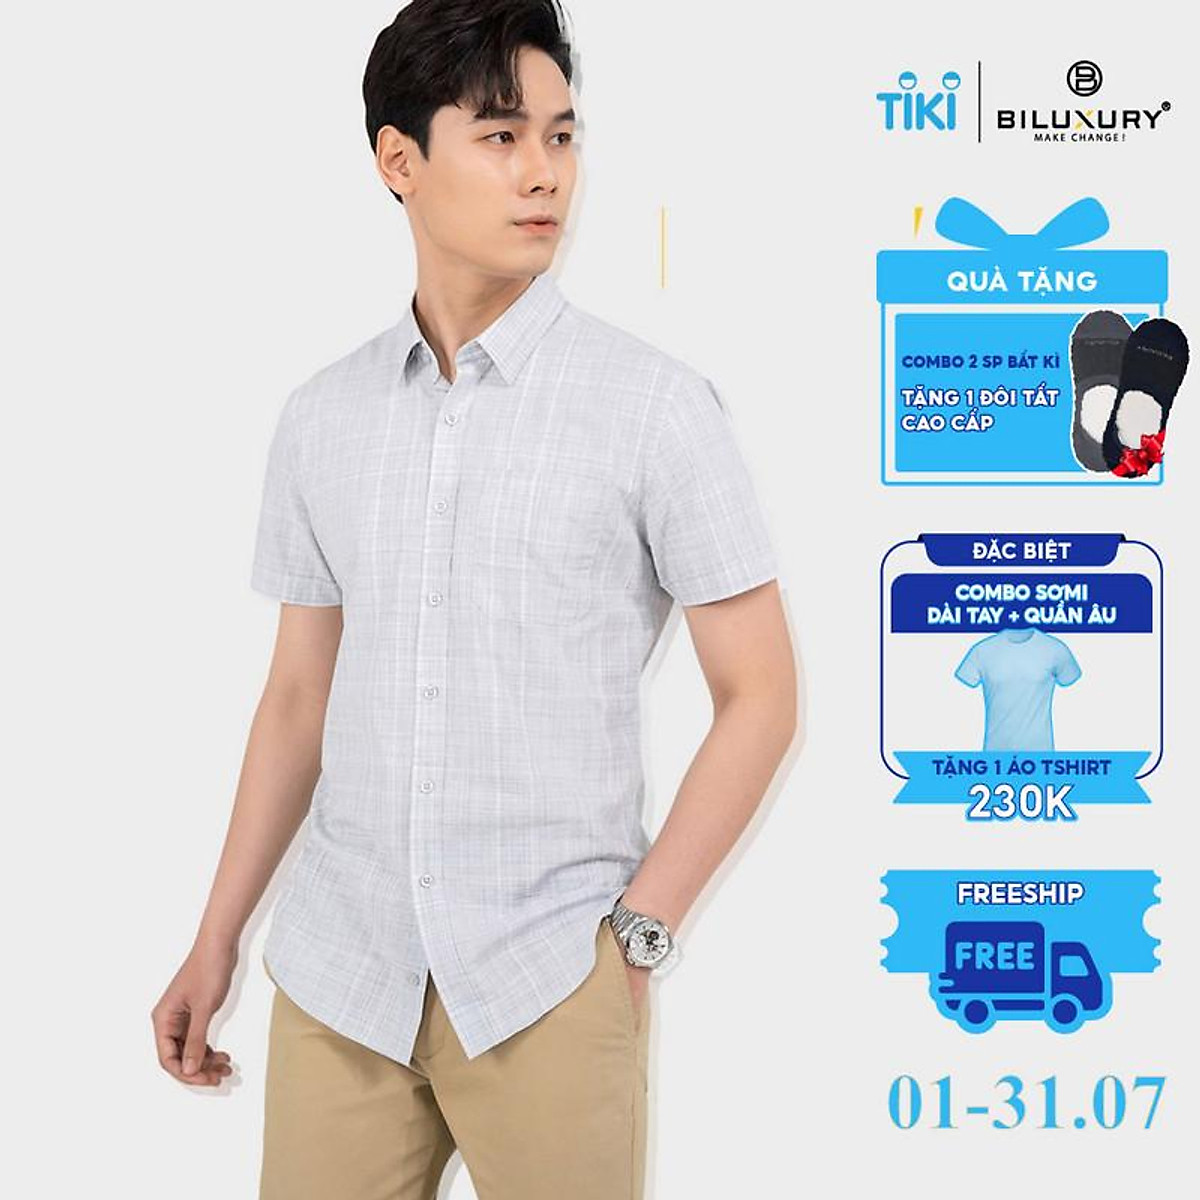 TIKI
BILUXURY®
MAKE CHANGE!
QUÀ TẶNG
COMBO 2 SP BẤT KÌ
TẶNG 1 ĐÔI TẤT
CAO CẤP
ĐẶC BIỆT
COMBO SƠMI
DÀI TAY + QUẦN ÂU
TẶNG 1 ÁO TSHIRT
230K
FREESHIP
FREE
01-31.07